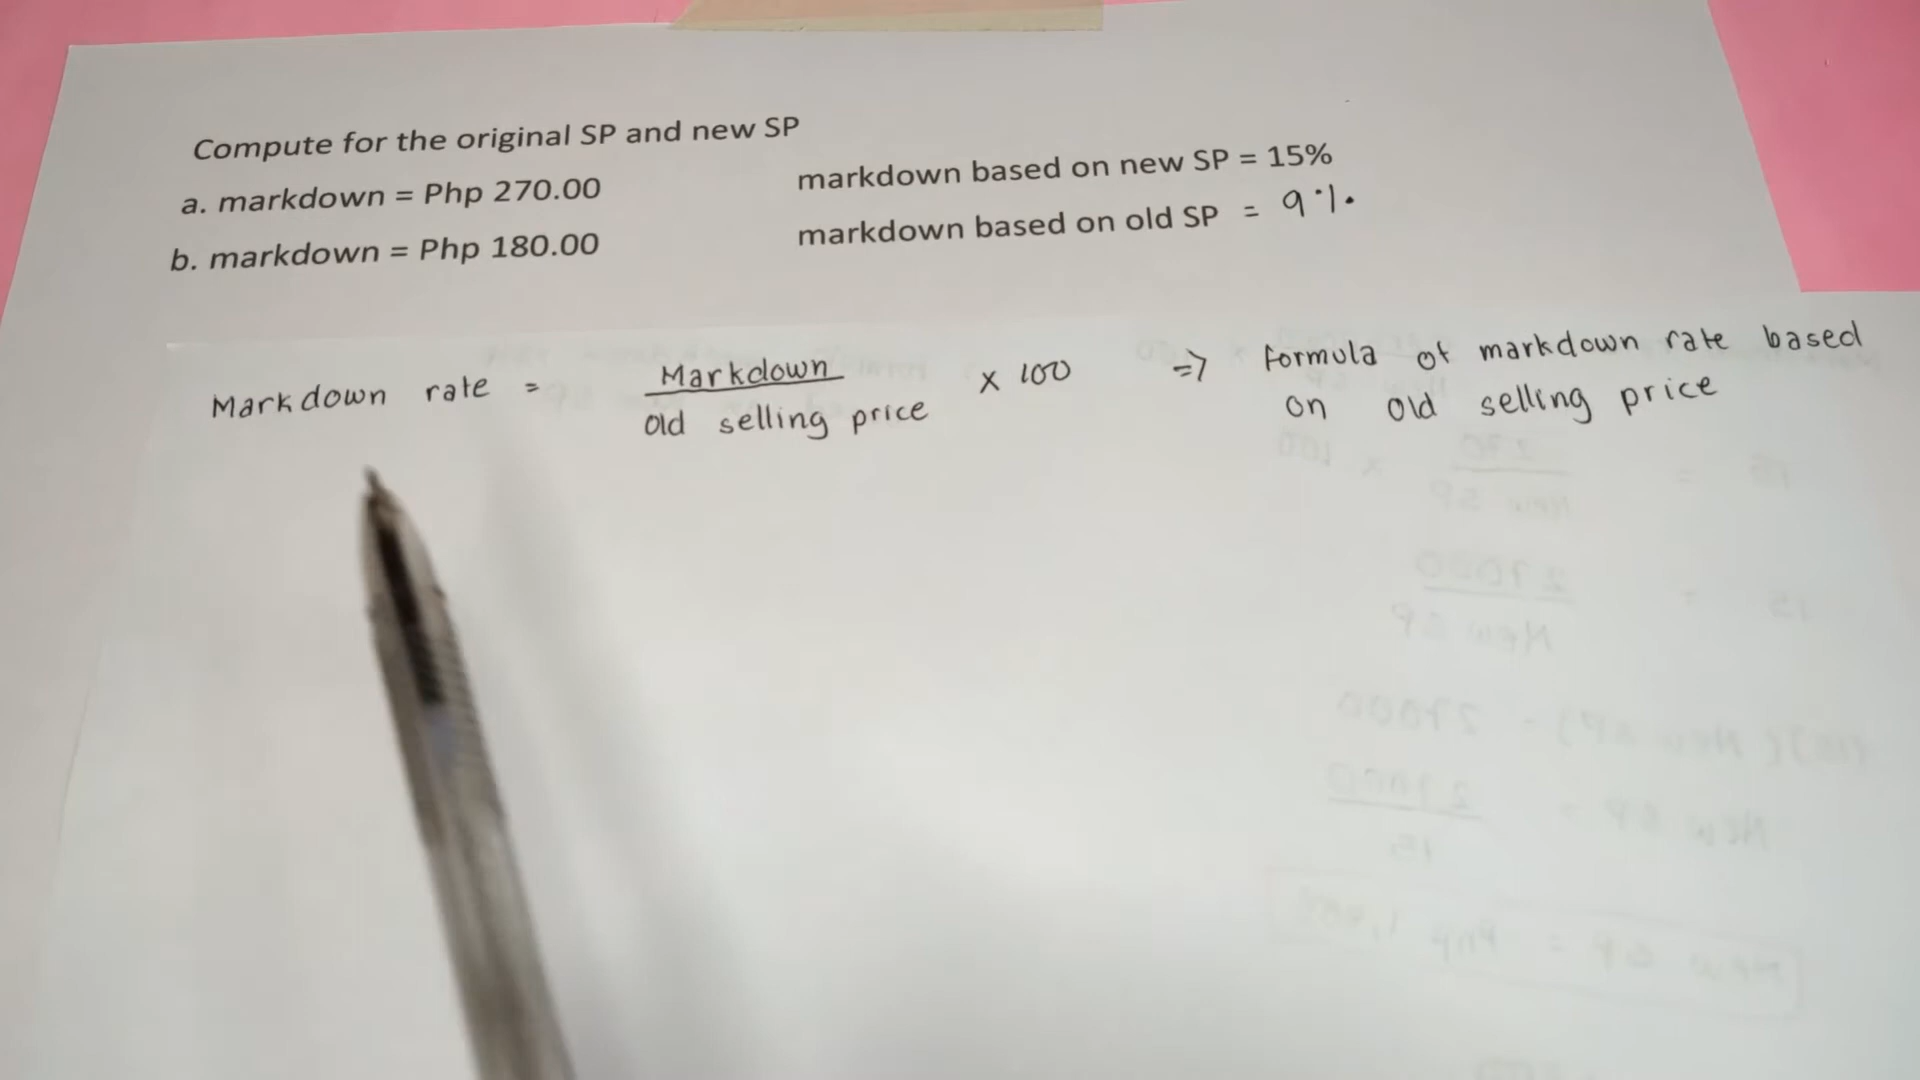 Compute for the original SP and new SP
a. markdown = Php 270.00 markdown based on new SP = 15%
b. markdown = Php 180.00 markdown based on old SP = 9%
Markdown rate = Markdown / Old selling price x 100 => formula of markdown rate based
on old selling price